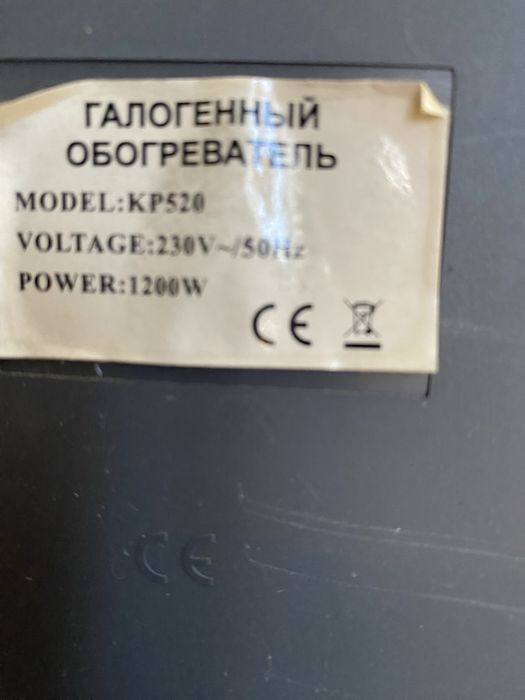 ГАЛОГЕННЫЙ
ОБОГРЕВАТЕЛЬ
MODEL:KP520
VOLTAGE:230V~/50Hz
POWER:1200W
CE
CE